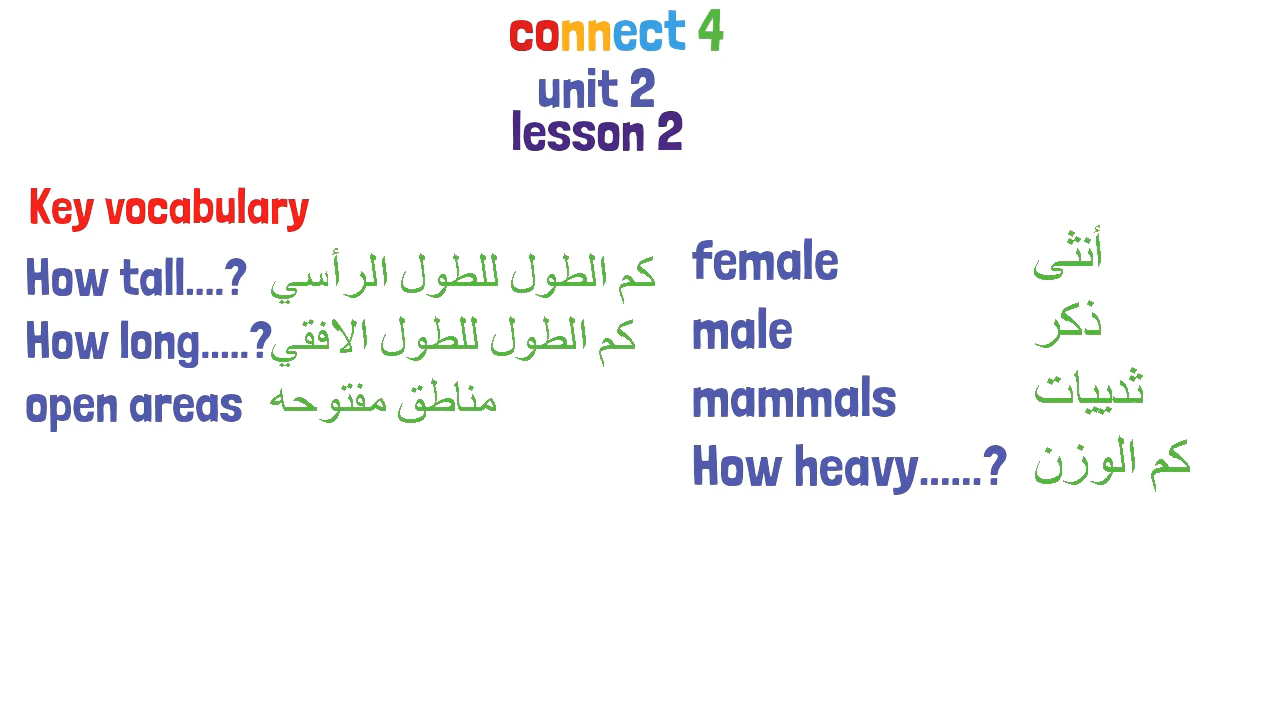 connect 4
unit 2
lesson 2
Key vocabulary
How tall....? كم الطول للطول الرأسي
How long.....? كم الطول للطول الافقي
open areas مناطق مفتوحه
female أنثى
male ذكر
mammals ثدييات
How heavy......? كم الوزن